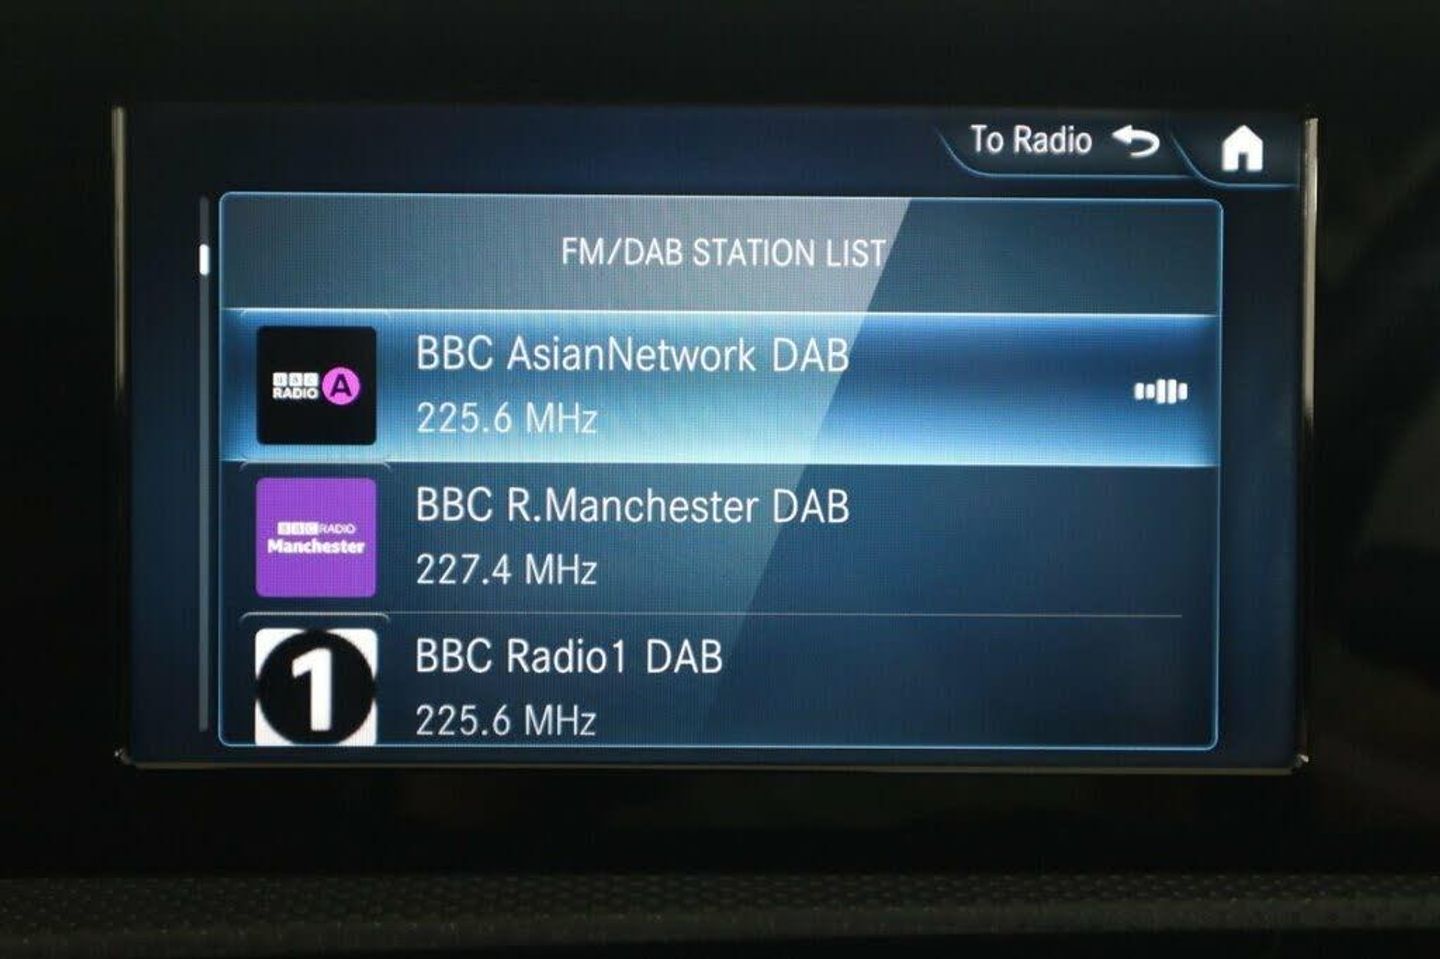 To Radio
FM/DAB STATION LIST
BBC RADIO A
BBC AsianNetwork DAB
225.6 MHz
BBC RADIO
Manchester
BBC R.Manchester DAB
227.4 MHz
1
BBC Radio1 DAB
225.6 MHz